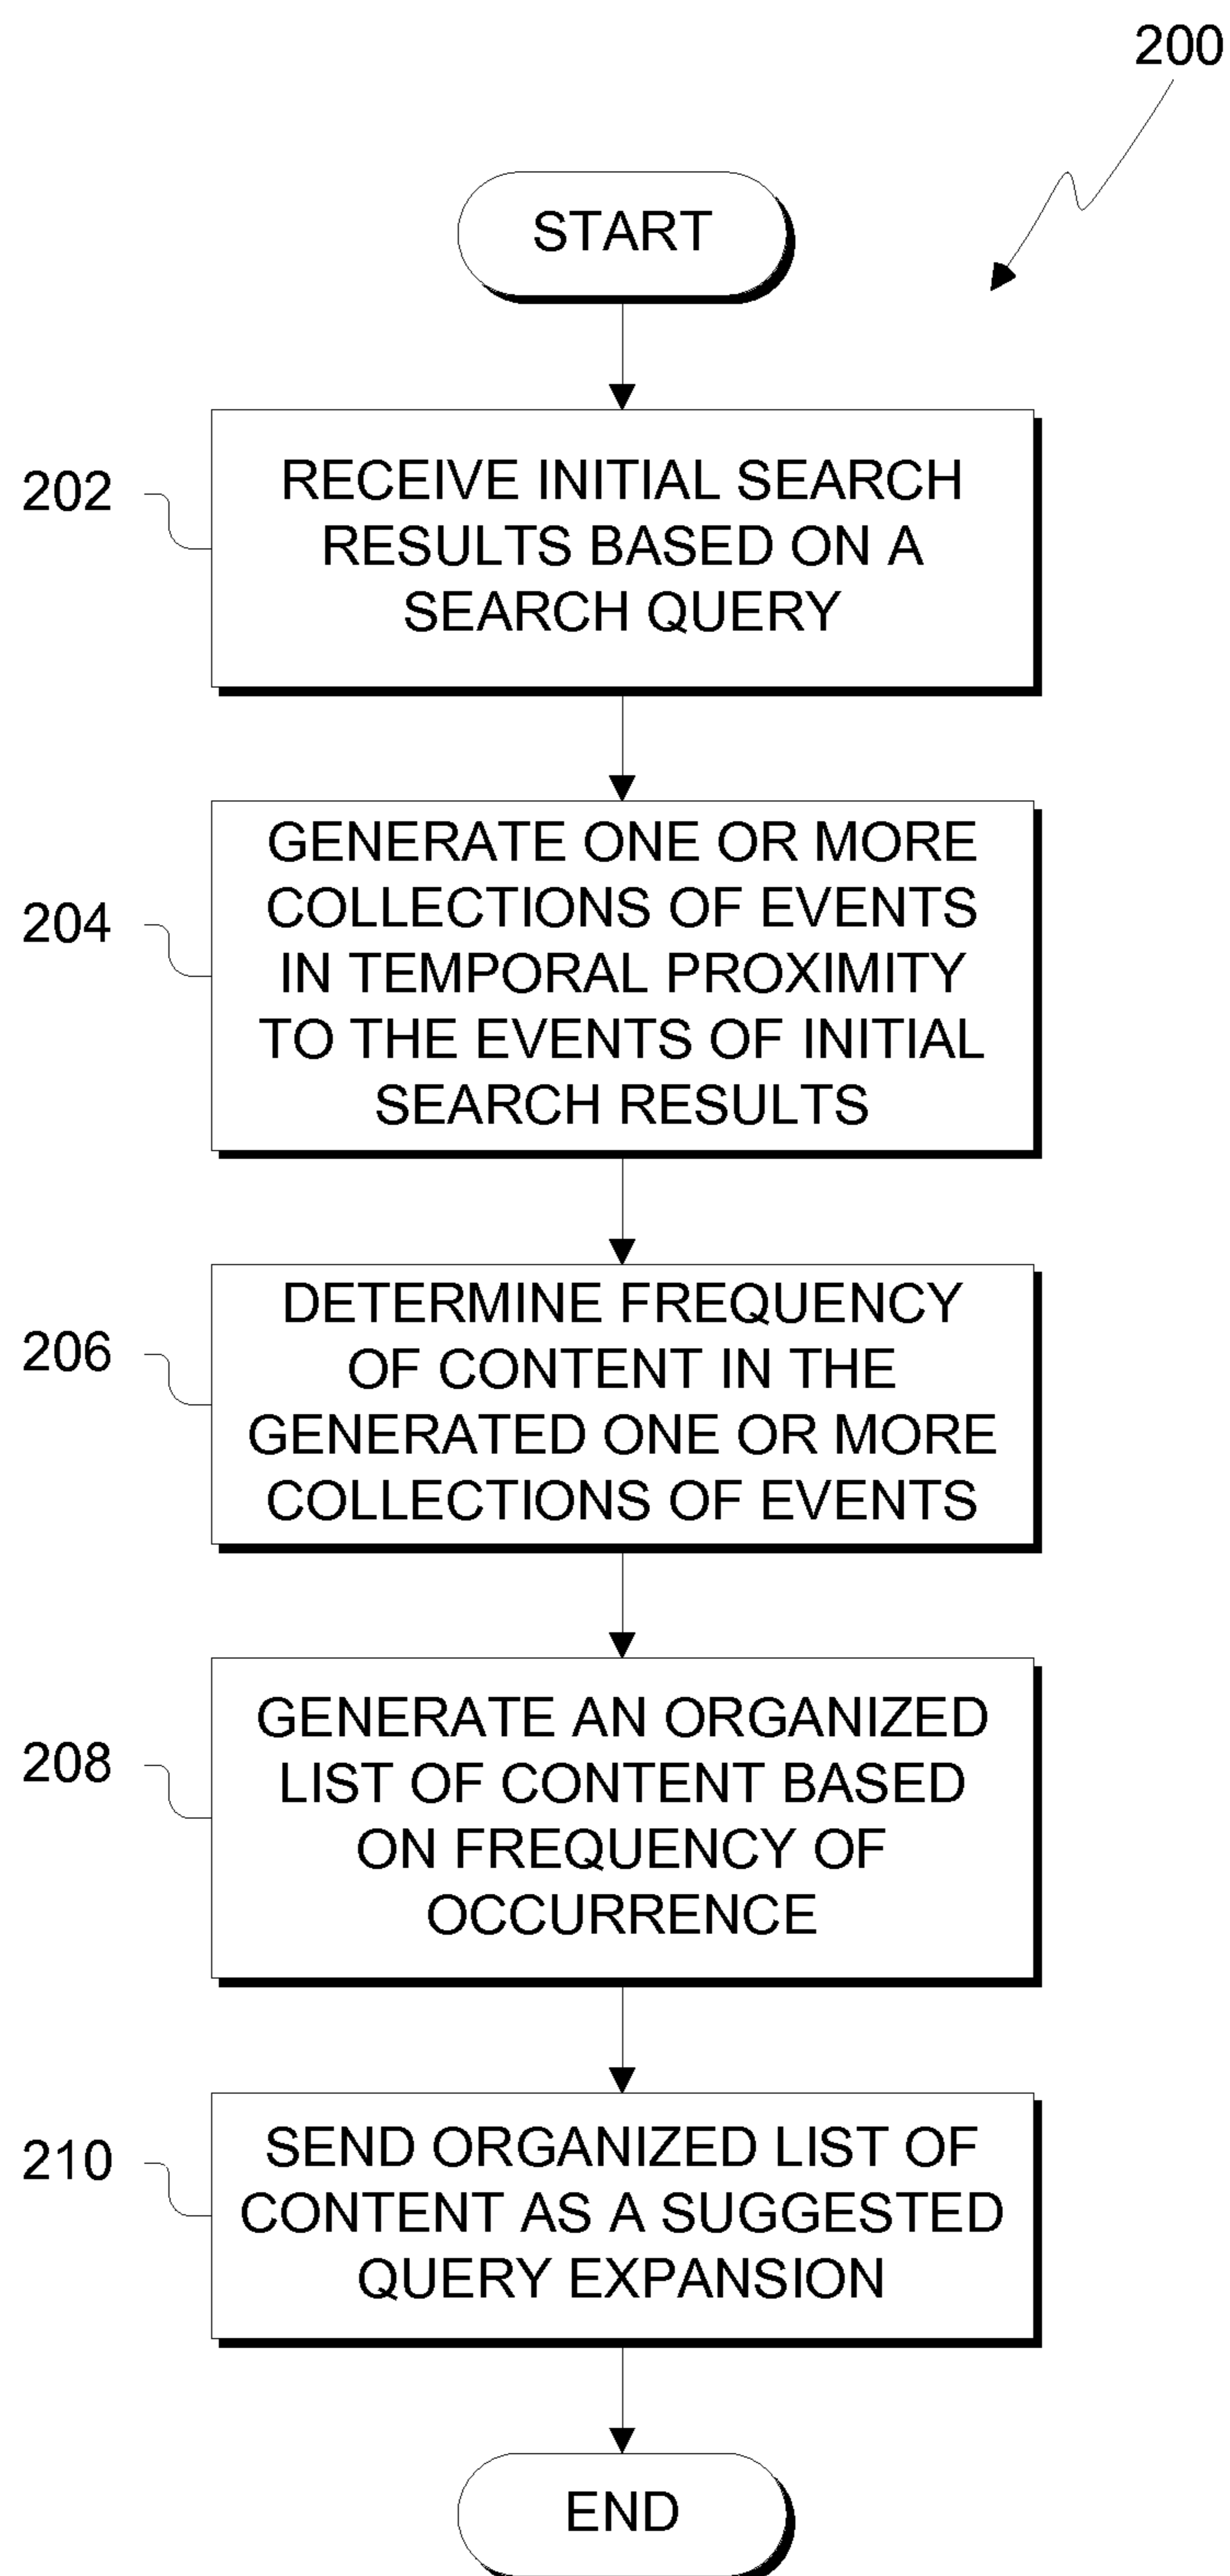 200
START
202
RECEIVE INITIAL SEARCH
RESULTS BASED ON A
SEARCH QUERY
204
GENERATE ONE OR MORE
COLLECTIONS OF EVENTS
IN TEMPORAL PROXIMITY
TO THE EVENTS OF INITIAL
SEARCH RESULTS
206
DETERMINE FREQUENCY
OF CONTENT IN THE
GENERATED ONE OR MORE
COLLECTIONS OF EVENTS
208
GENERATE AN ORGANIZED
LIST OF CONTENT BASED
ON FREQUENCY OF
OCCURRENCE
210
SEND ORGANIZED LIST OF
CONTENT AS A SUGGESTED
QUERY EXPANSION
END